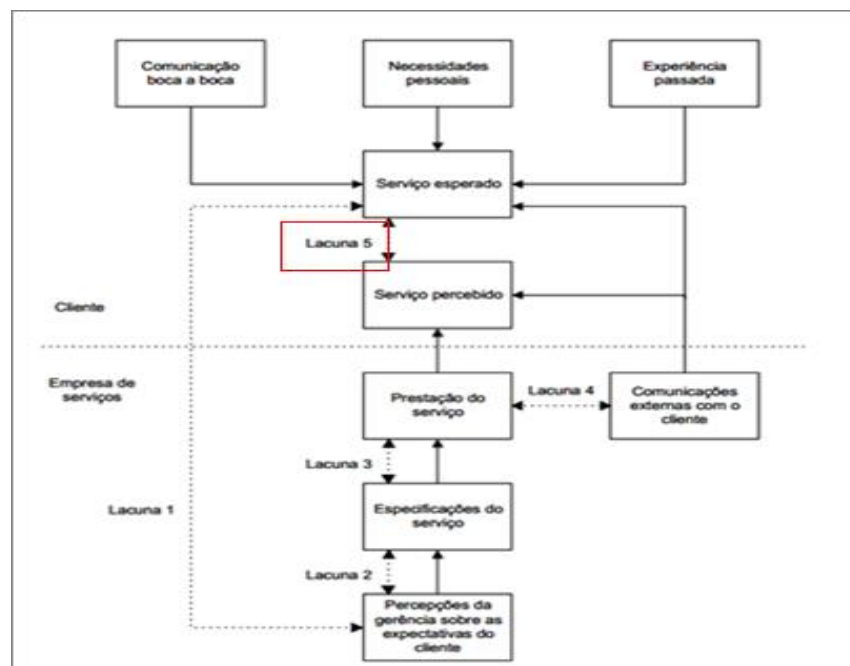 Comunicação
boca a boca
Necessidades
pessoais
Experiência
passada
Serviço esperado
Lacuna 5
Serviço percebido
Cliente
Empresa de
serviços
Prestação do
serviço
Lacuna 4
Comunicações
externas com o
cliente
Lacuna 3
Lacuna 1
Especificações do
serviço
Lacuna 2
Percepções da
gerência sobre as
expectativas do
cliente